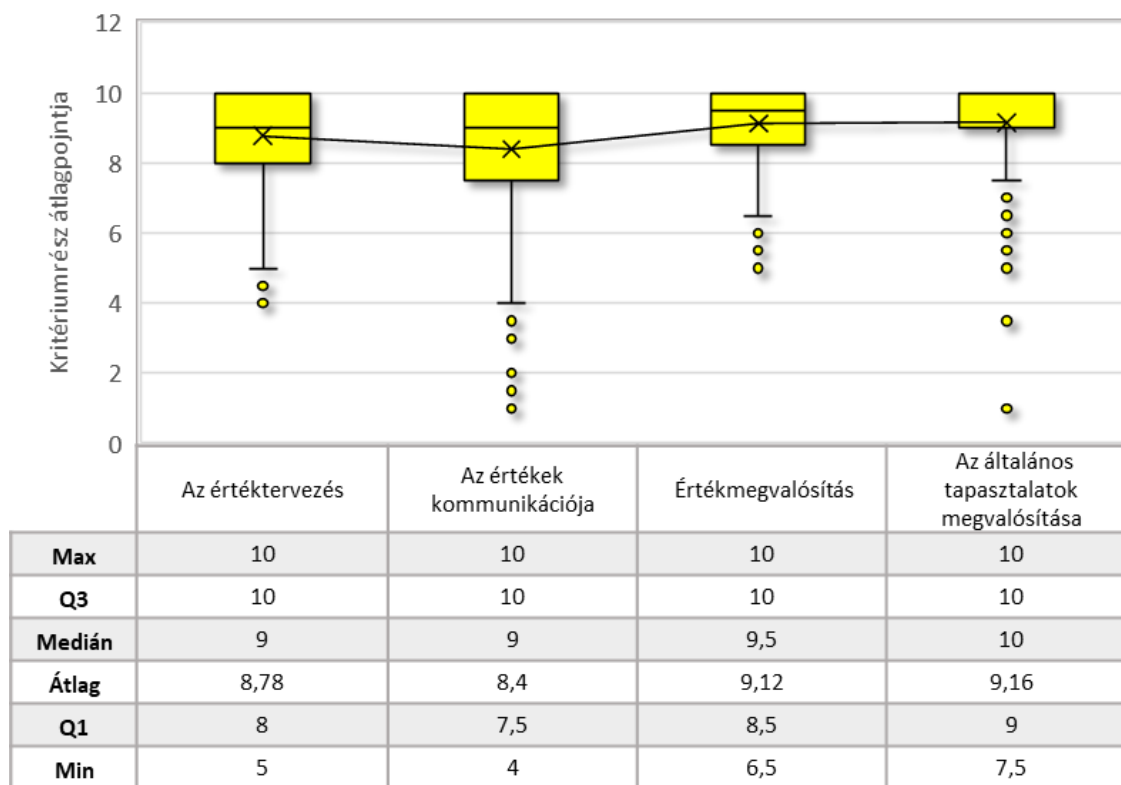 Kritériumrész átlagpojntja
12
10
8
6
4
2
0
Az értéktervezés
Az értékek
kommunikációja
Értékmegvalósítás
Az általános
tapasztalatok
megvalósítása
Max 10 10 10 10
Q3 10 10 10 10
Medián 9 9 9,5 10
Átlag 8,78 8,4 9,12 9,16
Q1 8 7,5 8,5 9
Min 5 4 6,5 7,5